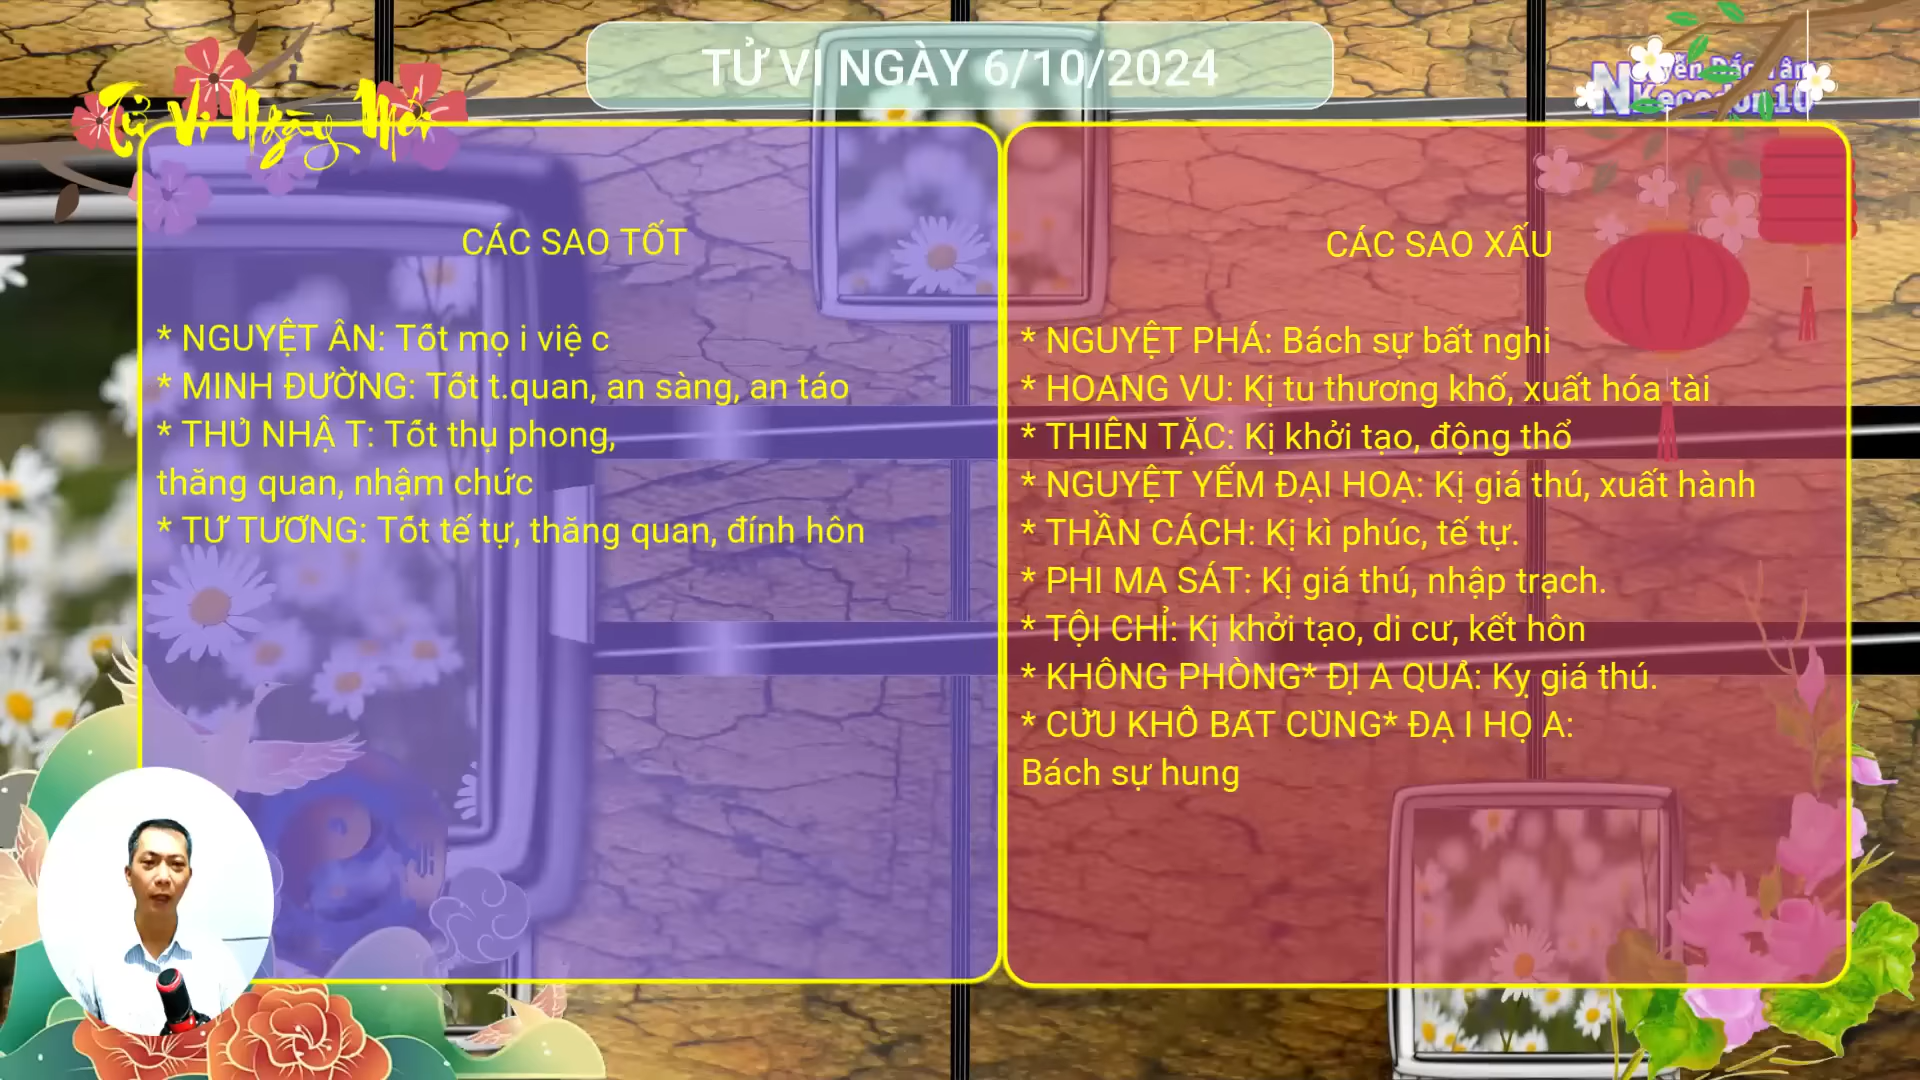 TỬ VI NGÀY 6/10/2024
Tử Vi Ngày Mới
CÁC SAO TỐT
* NGUYỆT ÂN: Tốt mọ i việ c
* MINH ĐƯỜNG: Tốt t.quan, an sàng, an táo
* THỦ NHẬ T: Tốt thụ phong,
thăng quan, nhậm chức
* TƯ TƯƠNG: Tốt tế tự, thăng quan, đính hôn
CÁC SAO XẤU
* NGUYỆT PHÁ: Bách sự bất nghi
* HOANG VU: Kị tu thương khố, xuất hóa tài
* THIÊN TẶC: Kị khởi tạo, động thổ
* NGUYỆT YẾM ĐẠI HOẠ: Kị giá thú, xuất hành
* THẦN CÁCH: Kị kì phúc, tế tự.
* PHI MA SÁT: Kị giá thú, nhập trạch.
* TỘI CHỈ: Kị khởi tạo, di cư, kết hôn
* KHÔNG PHÒNG* ĐỊ A QUẢ: Kỵ giá thú.
* CỬU KHỔ BÁT CÙNG* ĐẠ I HỌ A:
Bách sự hung